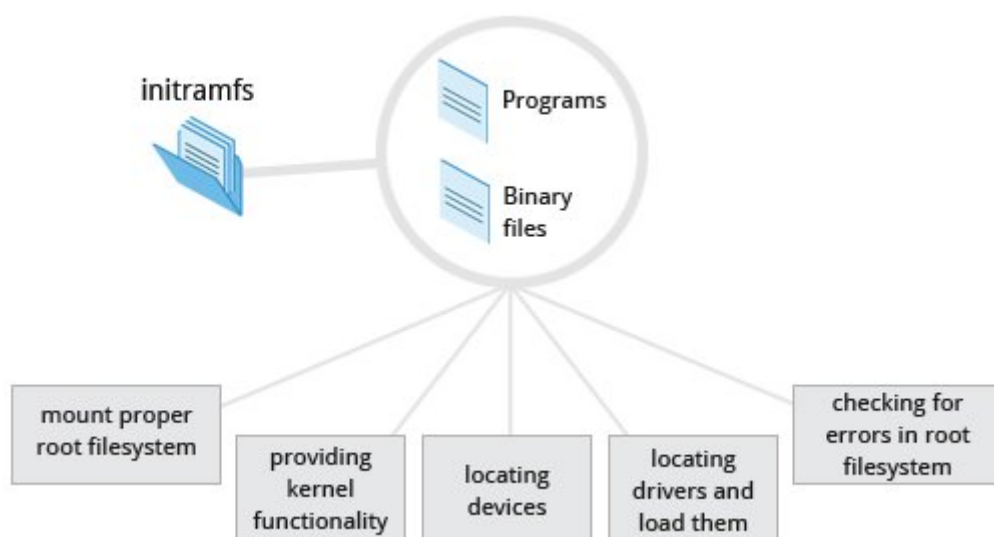 initramfs
Programs
Binary
files
mount proper
root filesystem
providing
kernel
functionality
locating
devices
locating
drivers and
load them
checking for
errors in root
filesystem